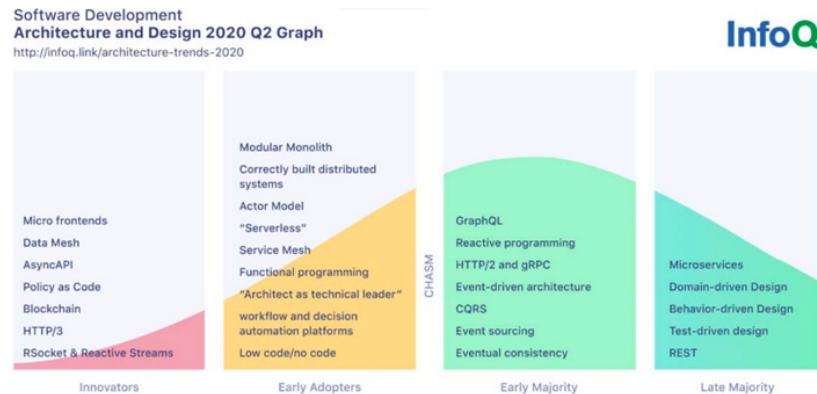 Software Development
Architecture and Design 2020 Q2 Graph
http://infoq.link/architecture-trends-2020
InfoQ
Micro frontends
Data Mesh
AsyncAPI
Policy as Code
Blockchain
HTTP/3
RSocket & Reactive Streams
Innovators
Modular Monolith
Correctly built distributed
systems
Actor Model
"Serverless"
Service Mesh
Functional programming
"Architect as technical leader"
workflow and decision
automation platforms
Low code/no code
Early Adopters
CHASM
GraphQL
Reactive programming
HTTP/2 and gRPC
Event-driven architecture
CQRS
Event sourcing
Eventual consistency
Early Majority
Microservices
Domain-driven Design
Behavior-driven Design
Test-driven design
REST
Late Majority